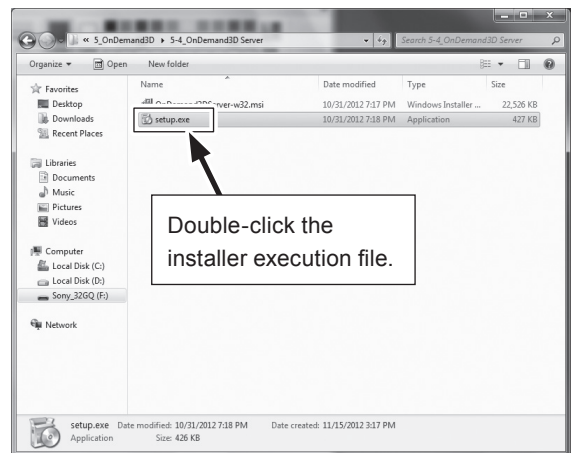 « 5_OnDemand3D ▸ 5-4_OnDemand3D Server
Search 5-4_OnDemand3D Server
Organize ▾ Open New folder
Name Date modified Type Size
OnDemand3DServer-w32.msi 10/31/2012 7:17 PM Windows Installer ... 22,526 KB
setup.exe 10/31/2012 7:18 PM Application 427 KB
Favorites
Desktop
Downloads
Recent Places
Libraries
Documents
Music
Pictures
Videos
Computer
Local Disk (C:)
Local Disk (D:)
Sony_32GQ (F:)
Network
Double-click the
installer execution file.
setup.exe Date modified: 10/31/2012 7:18 PM Date created: 11/15/2012 3:17 PM
Application Size: 426 KB